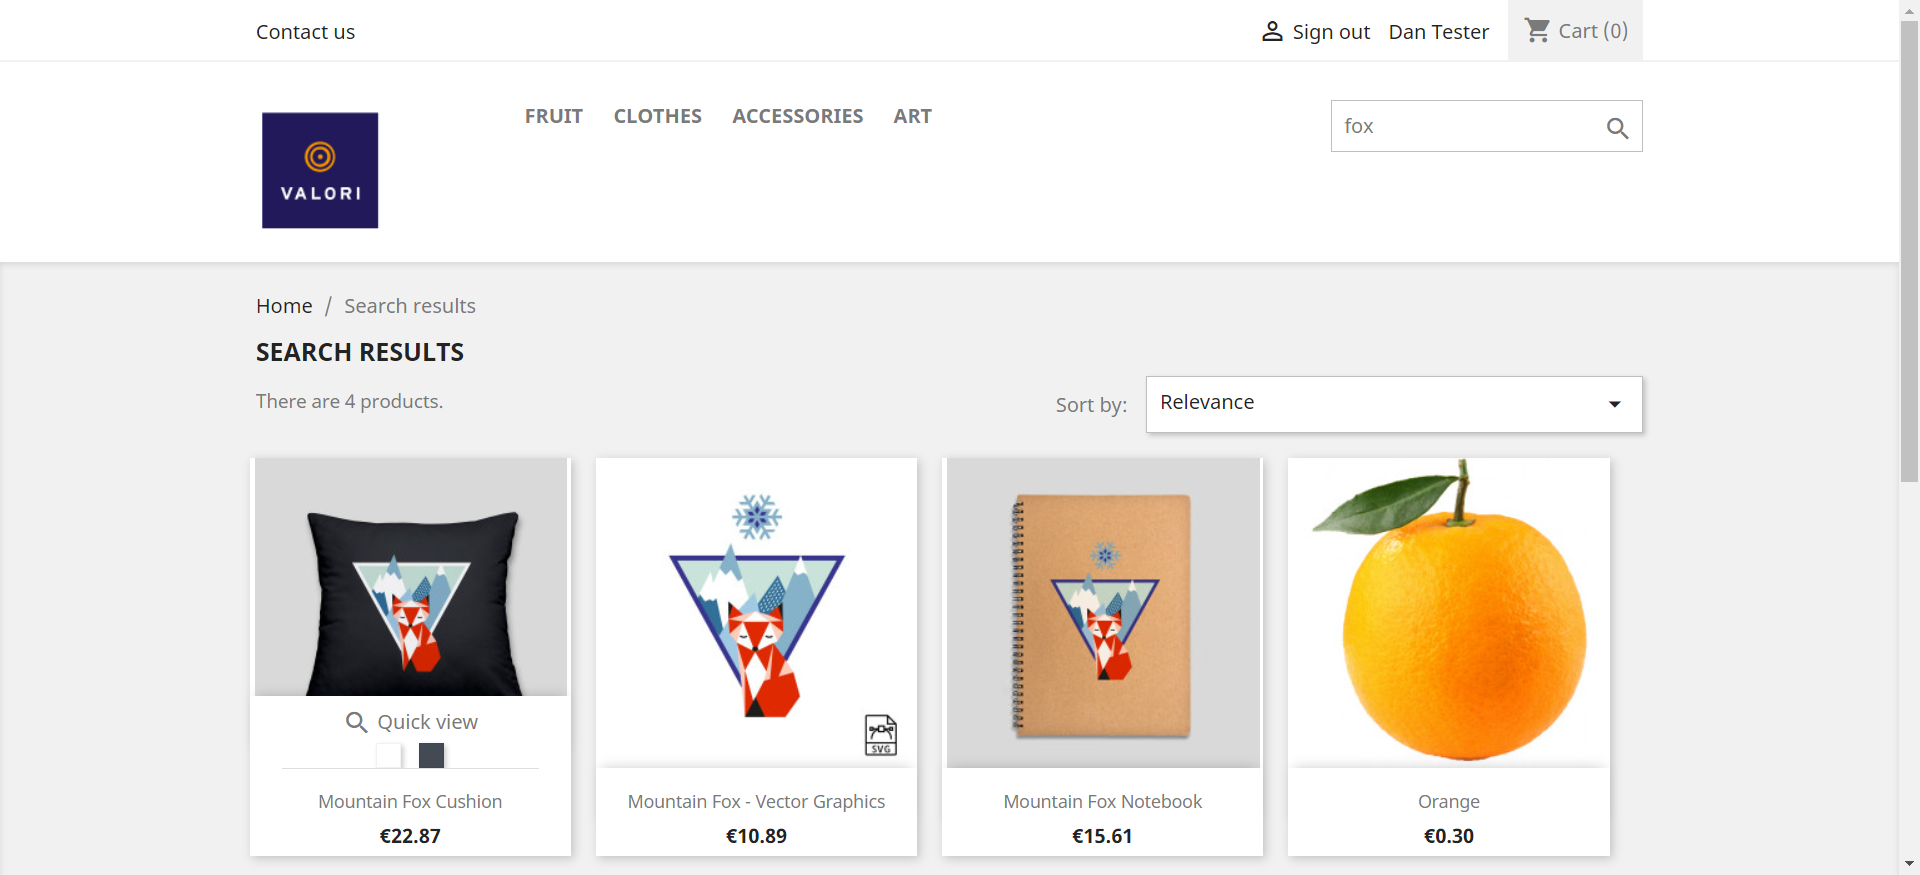 Contact us
Sign out
Dan Tester
Cart (0)
VALORI
FRUIT
CLOTHES
ACCESSORIES
ART
fox
Home / Search results
SEARCH RESULTS
There are 4 products.
Sort by:
Relevance
Quick view
SVG
Mountain Fox Cushion
€22.87
Mountain Fox - Vector Graphics
€10.89
Mountain Fox Notebook
€15.61
Orange
€0.30